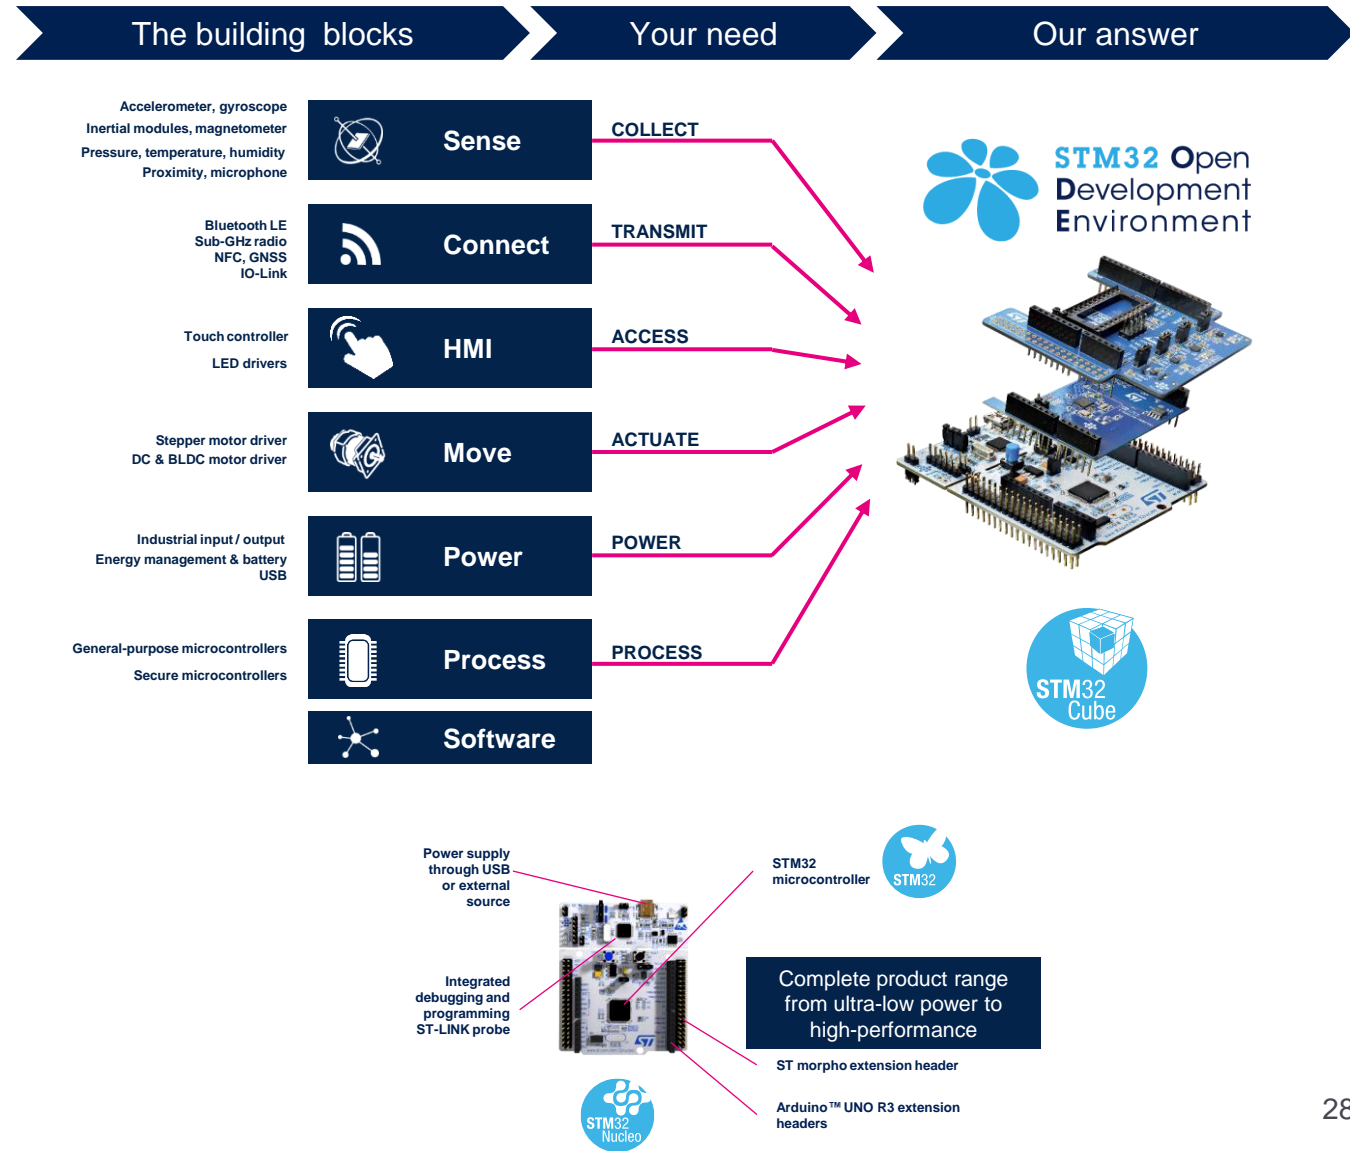 The building blocks
Your need
Our answer
Accelerometer, gyroscope
Inertial modules, magnetometer
Pressure, temperature, humidity
Proximity, microphone
Sense
COLLECT
STM32 Open
Development
Environment
Bluetooth LE
Sub-GHz radio
NFC, GNSS
IO-Link
Connect
TRANSMIT
Touch controller
LED drivers
HMI
ACCESS
Stepper motor driver
DC & BLDC motor driver
Move
ACTUATE
Industrial input / output
Energy management & battery
USB
Power
POWER
General-purpose microcontrollers
Secure microcontrollers
Process
PROCESS
STM32
Cube
Software
Power supply
through USB
or external
source
STM32
microcontroller
STM32
Integrated
debugging and
programming
ST-LINK probe
Complete product range
from ultra-low power to
high-performance
ST morpho extension header
Arduino™ UNO R3 extension
headers
STM32
Nucleo
28